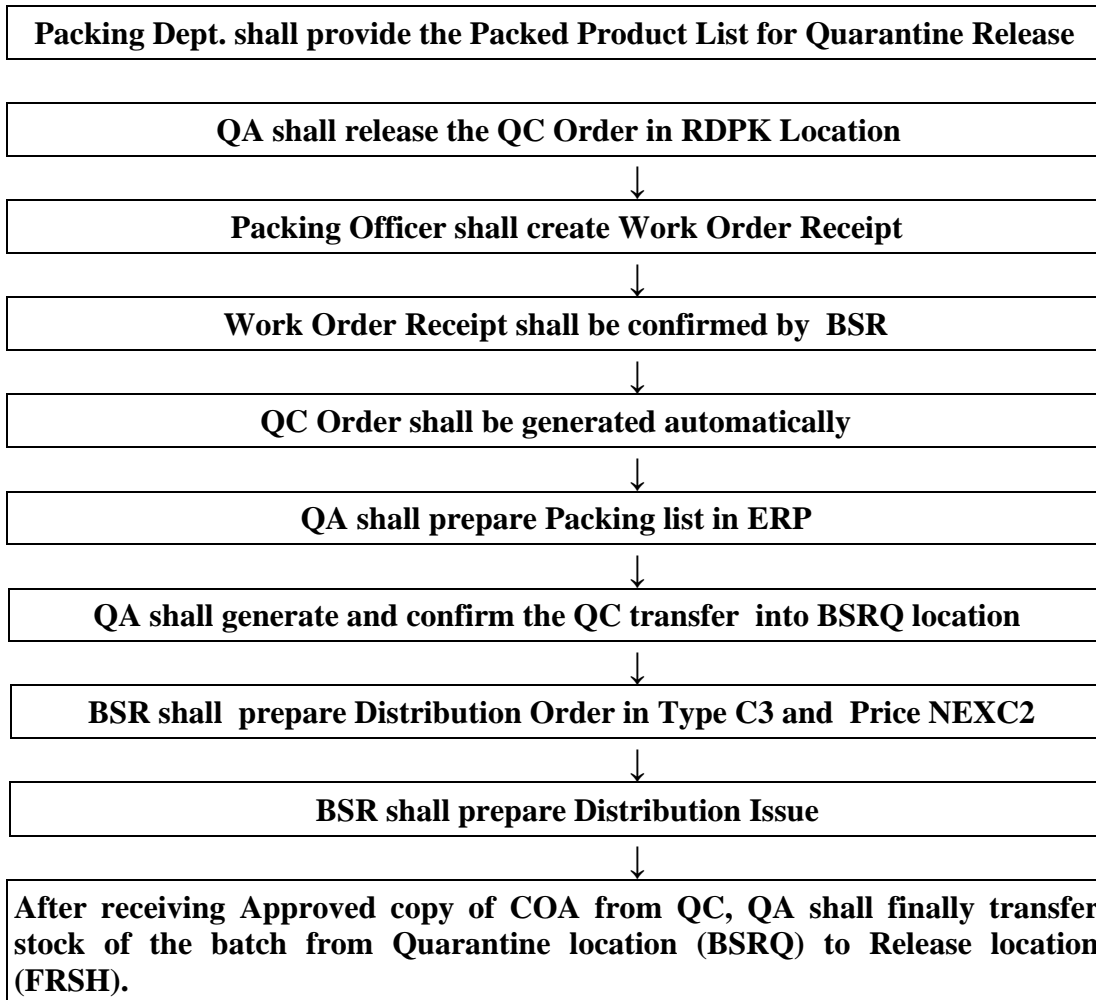 Packing Dept. shall provide the Packed Product List for Quarantine Release
QA shall release the QC Order in RDPK Location
↓
Packing Officer shall create Work Order Receipt
↓
Work Order Receipt shall be confirmed by BSR
↓
QC Order shall be generated automatically
↓
QA shall prepare Packing list in ERP
↓
QA shall generate and confirm the QC transfer into BSRQ location
↓
BSR shall prepare Distribution Order in Type C3 and Price NEXC2
↓
BSR shall prepare Distribution Issue
↓
After receiving Approved copy of COA from QC, QA shall finally transfer
stock of the batch from Quarantine location (BSRQ) to Release location
(FRSH).